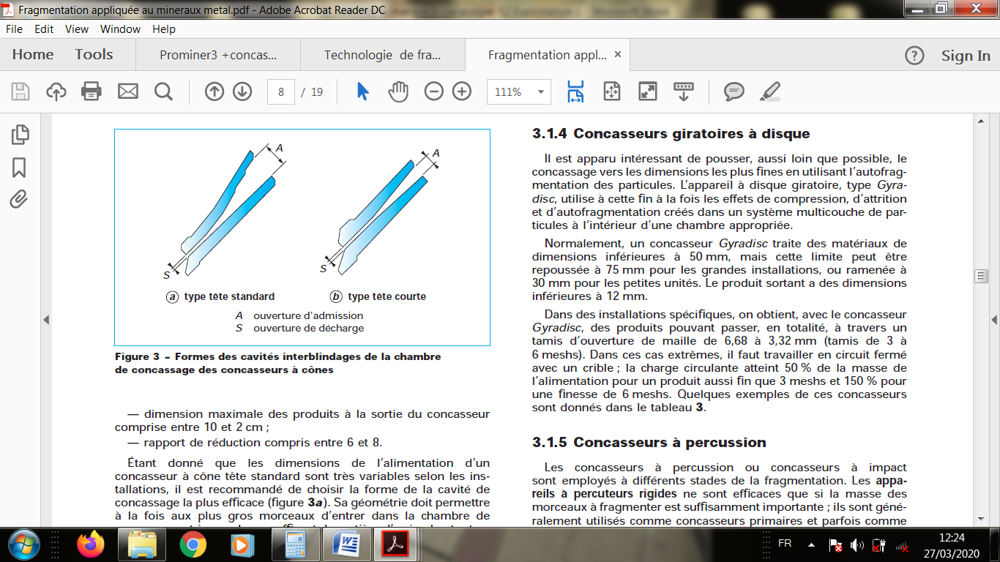 Fragmentation appliquée au mineraux metal.pdf - Adobe Acrobat Reader DC
File Edit View Window Help
Home Tools Prominer3 +concas... Technologie de fra... Fragmentation appl... × ? Sign In
8 / 19 111%
A
S
A
S
a type tête standard
b type tête courte
A ouverture d'admission
S ouverture de décharge
Figure 3 – Formes des cavités interblindages de la chambre
de concassage des concasseurs à cônes
— dimension maximale des produits à la sortie du concasseur
comprise entre 10 et 2 cm ;
— rapport de réduction compris entre 6 et 8.
Étant donné que les dimensions de l'alimentation d'un
concasseur à cône tête standard sont très variables selon les ins-
tallations, il est recommandé de choisir la forme de la cavité de
concassage la plus efficace (figure 3a). Sa géométrie doit permettre
à la fois aux plus gros morceaux d'entrer dans la chambre de
3.1.4 Concasseurs giratoires à disque
Il est apparu intéressant de pousser, aussi loin que possible, le
concassage vers les dimensions les plus fines en utilisant l'autofrag-
mentation des particules. L'appareil à disque giratoire, type Gyra-
disc, utilise à cette fin à la fois les effets de compression, d'attrition
et d'autofragmentation créés dans un système multicouche de par-
ticules à l'intérieur d'une chambre appropriée.
Normalement, un concasseur Gyradisc traite des matériaux de
dimensions inférieures à 50 mm, mais cette limite peut être
repoussée à 75 mm pour les grandes installations, ou ramenée à
30 mm pour les petites unités. Le produit sortant a des dimensions
inférieures à 12 mm.
Dans des installations spécifiques, on obtient, avec le concasseur
Gyradisc, des produits pouvant passer, en totalité, à travers un
tamis d'ouverture de maille de 6,68 à 3,32 mm (tamis de 3 à
6 meshs). Dans ces cas extrêmes, il faut travailler en circuit fermé
avec un crible ; la charge circulante atteint 50 % de la masse de
l'alimentation pour un produit aussi fin que 3 meshs et 150 % pour
une finesse de 6 meshs. Quelques exemples de ces concasseurs
sont donnés dans le tableau 3.
3.1.5 Concasseurs à percussion
Les concasseurs à percussion ou concasseurs à impact
sont employés à différents stades de la fragmentation. Les appa-
reils à percuteurs rigides ne sont efficaces que si la masse des
morceaux à fragmenter est suffisamment importante ; ils sont géné-
ralement utilisés comme concasseurs primaires et parfois comme
FR
12:24
27/03/2020